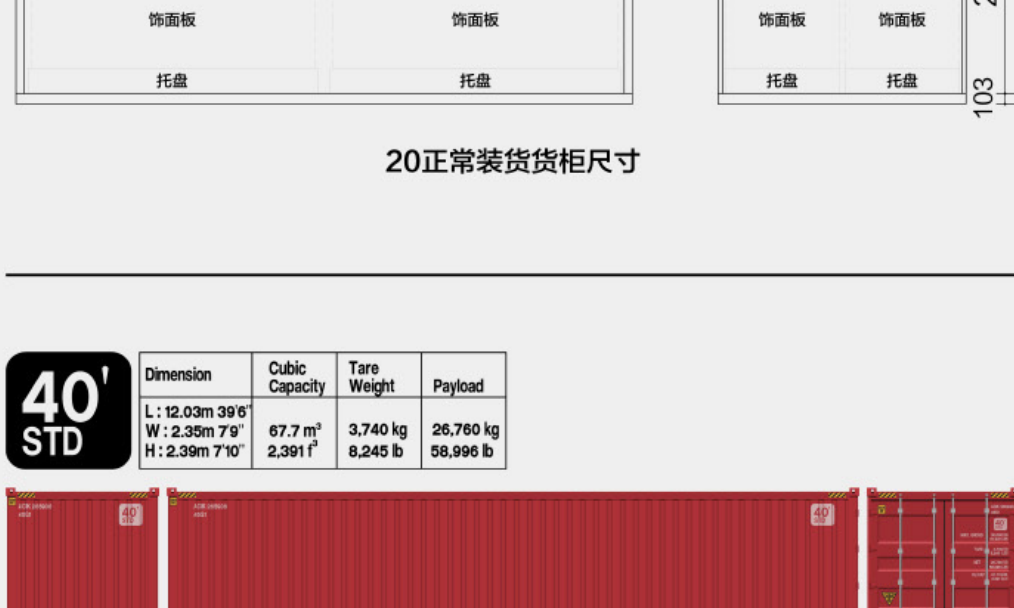 饰面板 饰面板 饰面板 饰面板
托盘 托盘 托盘 托盘
103
20正常装货货柜尺寸
40'
STD
Dimension
Cubic
Capacity
Tare
Weight
Payload
L : 12.03m 39'6"
W : 2.35m 7'9"
H : 2.39m 7'10"
67.7 m³
2,391 f³
3,740 kg
8,245 lb
26,760 kg
58,996 lb
40'
STD
40'
STD
40'